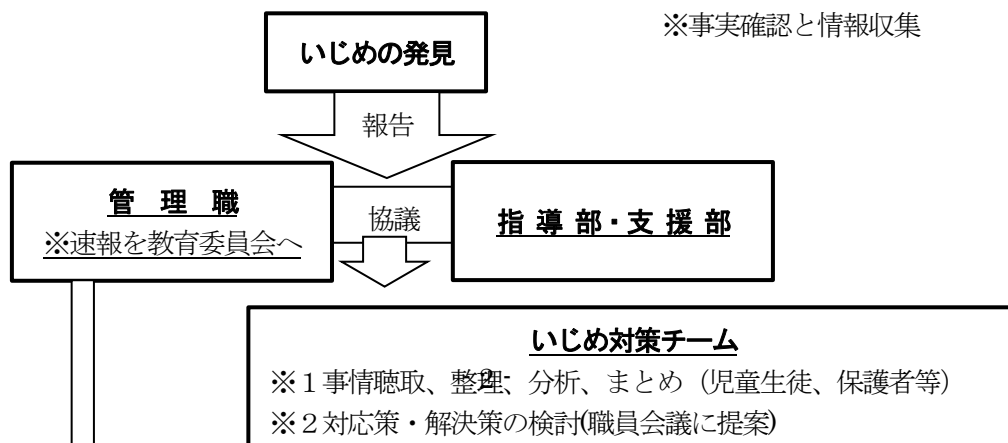 ※事実確認と情報収集
いじめの発見
報告
管 理 職
※速報を教育委員会へ
協議
指 導 部・支 援 部
いじめ対策チーム
※１事情聴取、整理、分析、まとめ（児童生徒、保護者等）
- 2 -
※２対応策・解決策の検討(職員会議に提案)